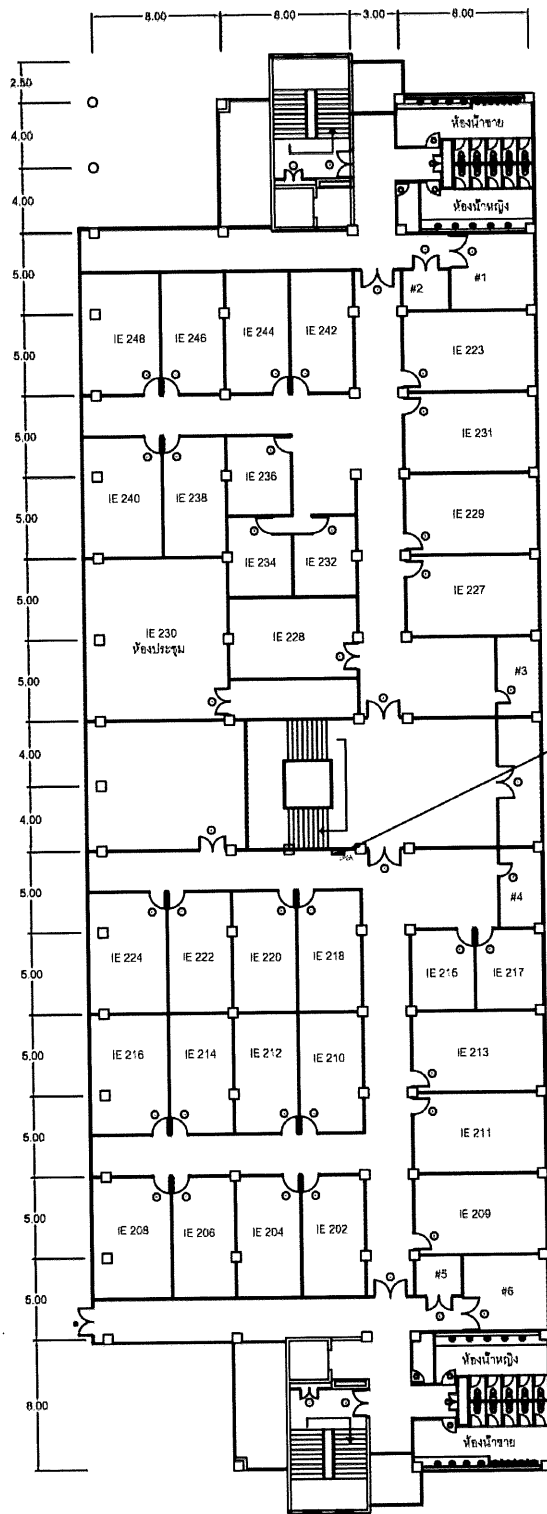 8.00 8.00 3.00 8.00
2.50
4.00
ห้องน้ำชาย
4.00
ห้องน้ำหญิง
5.00
#1
#2
IE 248 IE 246 IE 244 IE 242
IE 223
5.00
IE 231
5.00
IE 236
IE 240 IE 238
IE 229
5.00
IE 234 IE 232
IE 227
5.00
IE 230
ห้องประชุม
IE 228
#3
5.00
4.00
4.00
5.00
#4
IE 224 IE 222 IE 220 IE 218
IE 215 IE 217
5.00
IE 216 IE 214 IE 212 IE 210
IE 213
5.00
IE 211
5.00
IE 209
5.00
IE 208 IE 206 IE 204 IE 202
#5
#6
5.00
ห้องน้ำหญิง
8.00
ห้องน้ำชาย